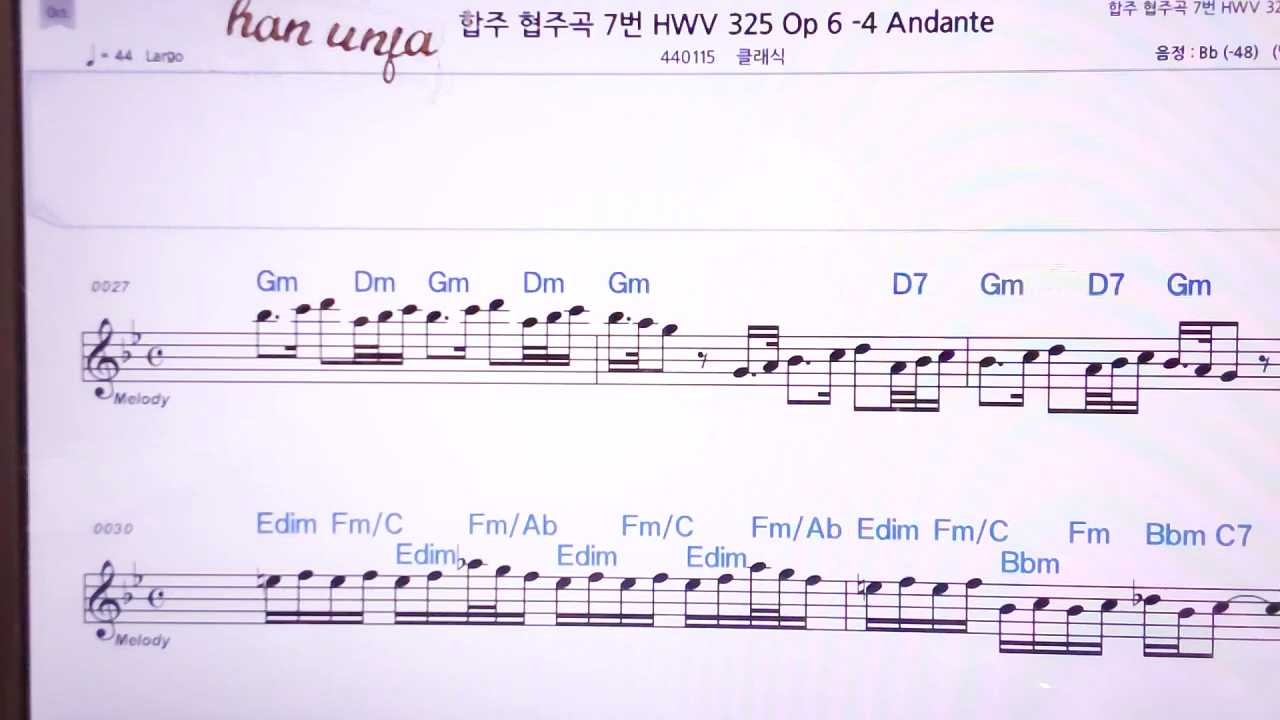 Oct.
han unfa
합주 협주곡 7번 HWV 325 Op 6 -4 Andante
합주 협주곡 7번 HWV 32
= 44 Largo
440115 클래식
음정 : Bb (-48)
0027 Gm Dm Gm Dm Gm D7 Gm D7 Gm
Melody
0030 Edim Fm/C Fm/Ab Fm/C Fm/Ab Edim Fm/C Fm Bbm C7
Edim Edim Edim Bbm
Melody